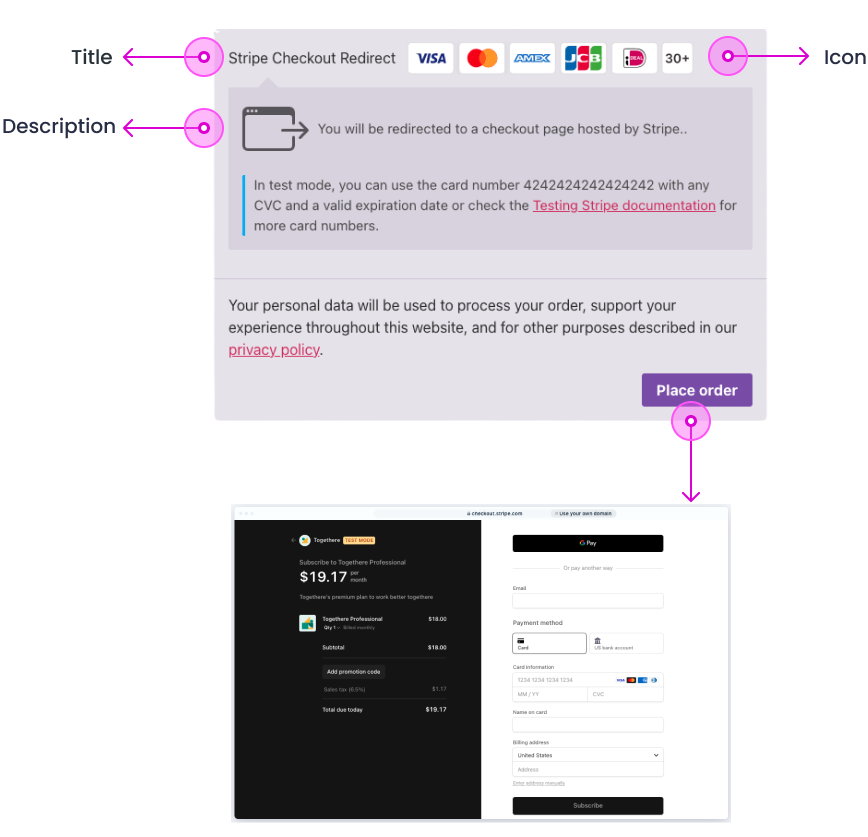 Title
Stripe Checkout Redirect
VISA
AMEX
JCB
iDEAL
30+
Icon
Description
You will be redirected to a checkout page hosted by Stripe..
In test mode, you can use the card number 4242424242424242 with any
CVC and a valid expiration date or check the Testing Stripe documentation for
more card numbers.
Your personal data will be used to process your order, support your
experience throughout this website, and for other purposes described in our
privacy policy.
Place order
checkout.stripe.com
Use your own domain
Togethere TEST MODE
Subscribe to Togethere Professional
$19.17 per
month
Togethere's premium plan to work better togethere
Togethere Professional $18.00
Qty 1 Billed monthly
Subtotal $18.00
Add promotion code
Sales tax (6.5%) $1.17
Total due today $19.17
G Pay
Or pay another way
Email
Payment method
Card
US bank account
Card information
1234 1234 1234 1234 VISA
MM / YY CVC
Name on card
Billing address
United States
Address
Enter address manually
Subscribe